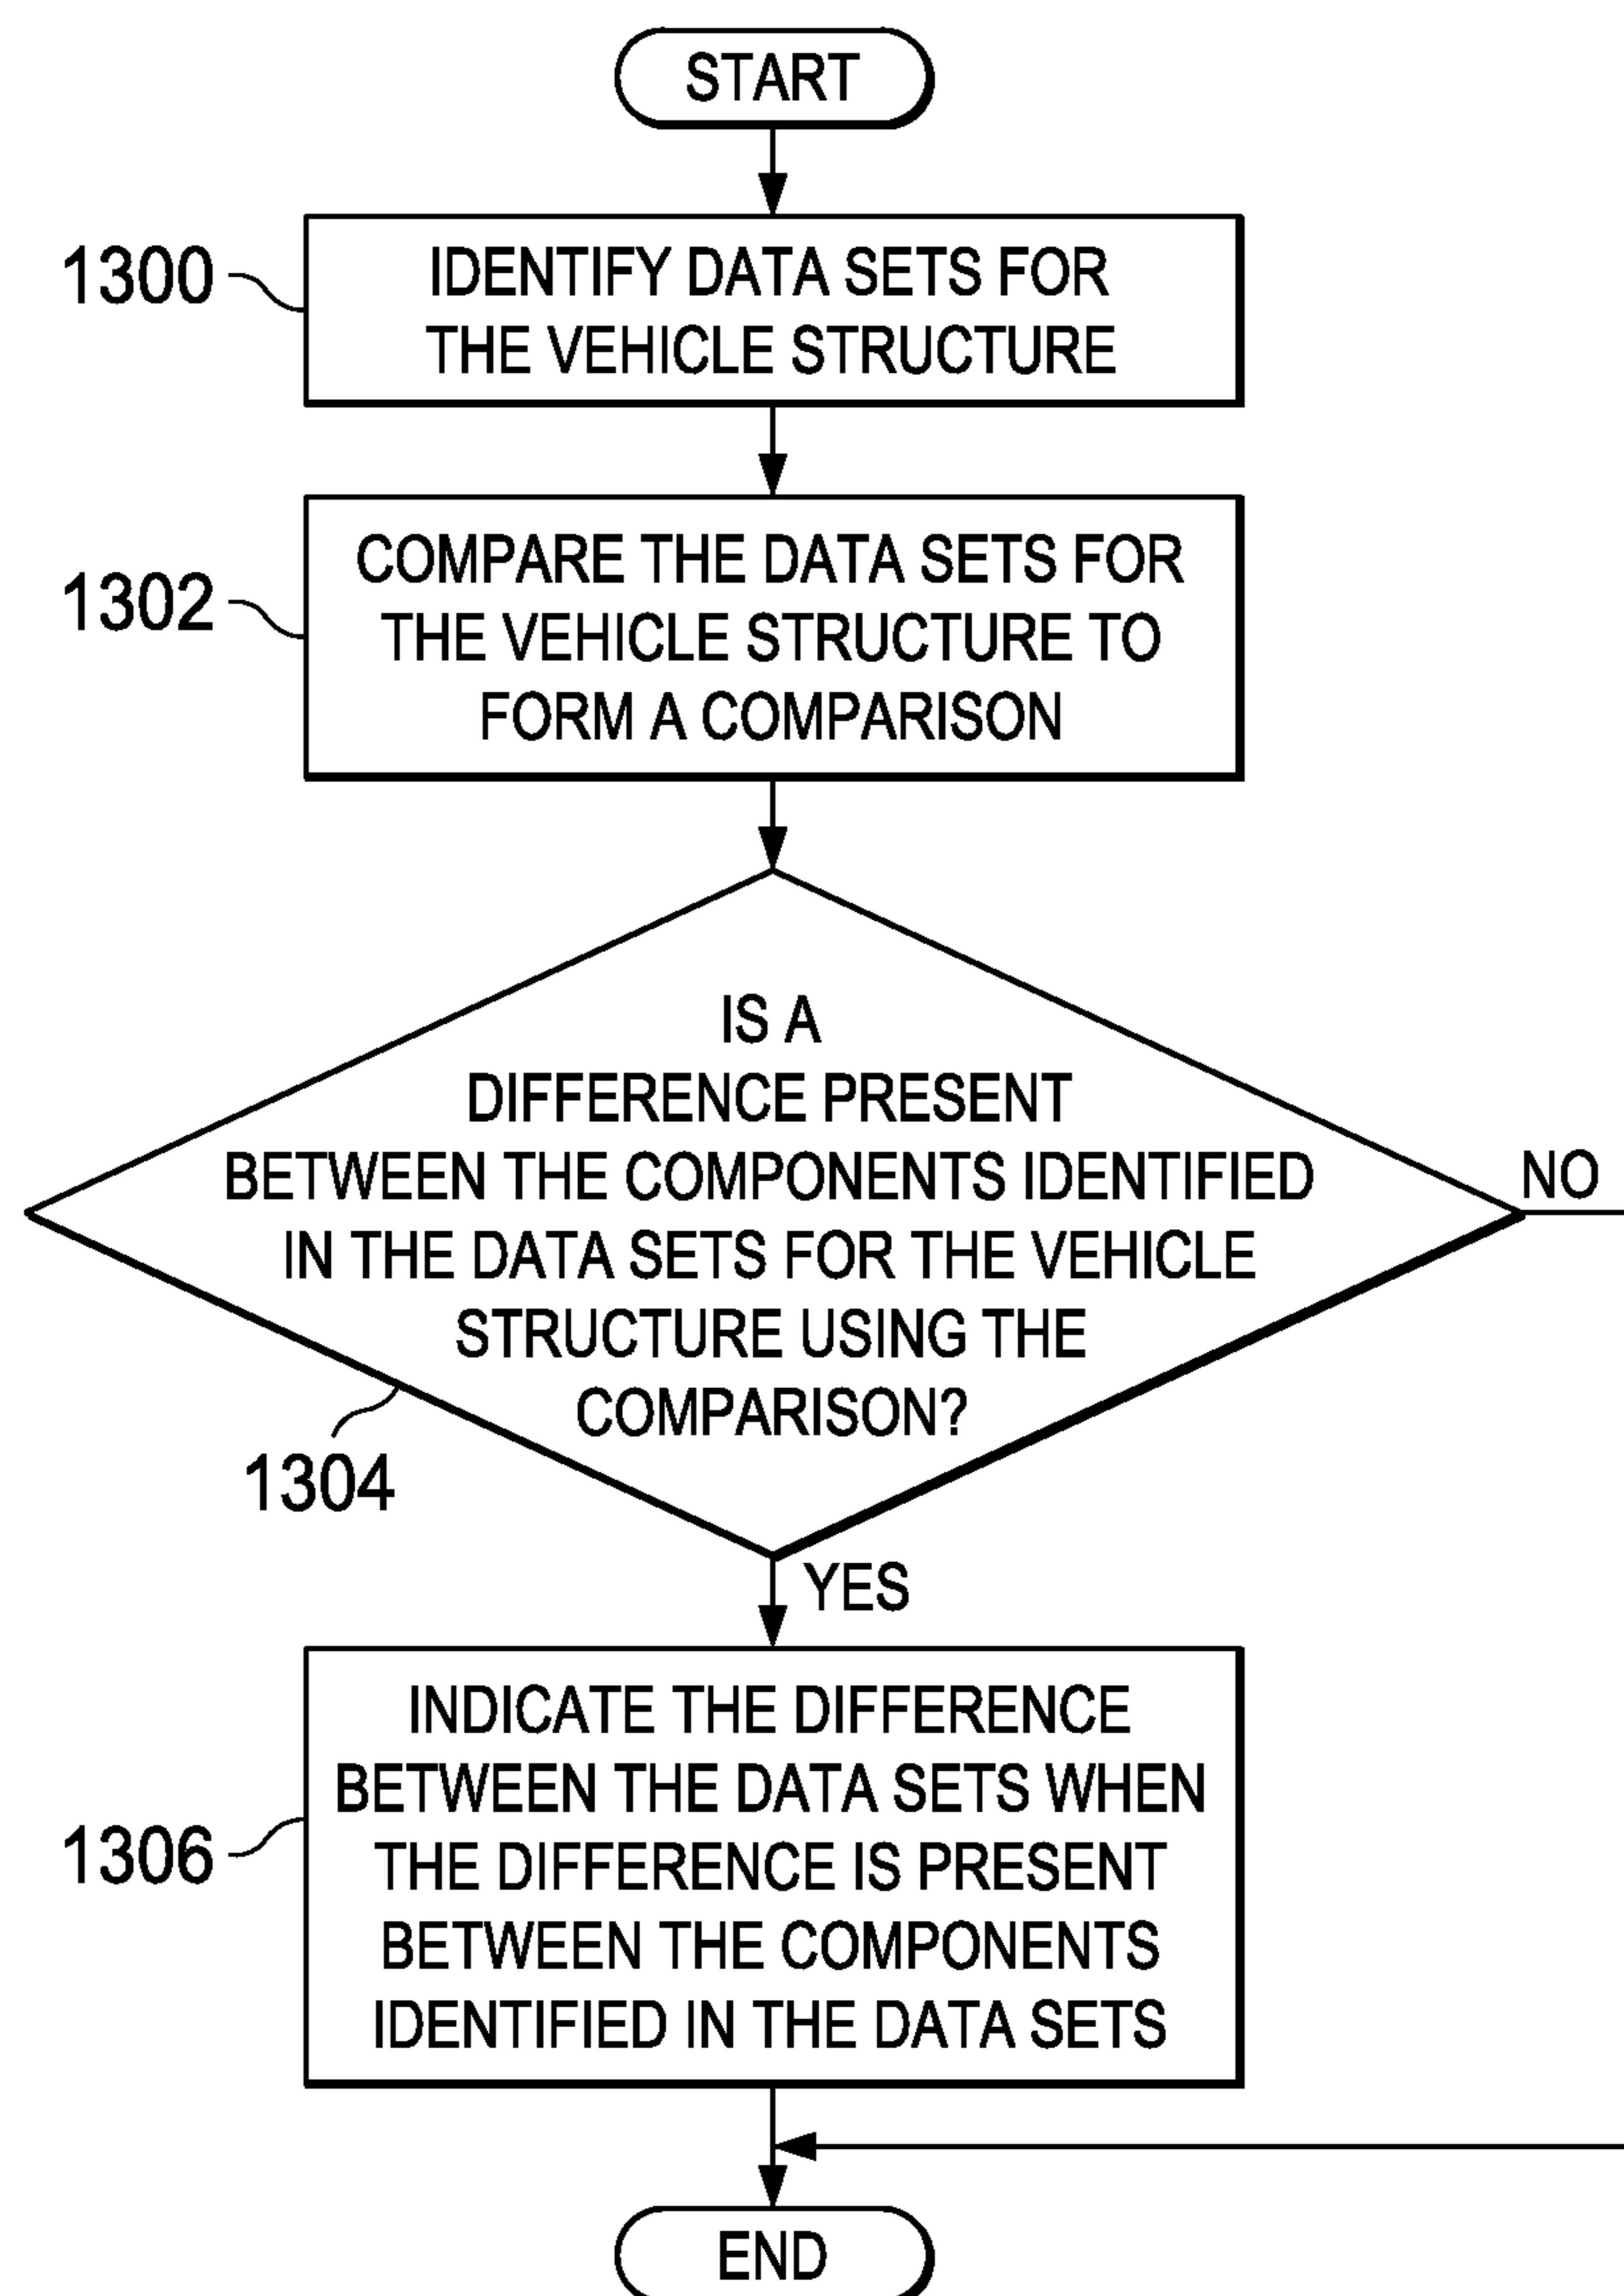 START
1300
IDENTIFY DATA SETS FOR
THE VEHICLE STRUCTURE
1302
COMPARE THE DATA SETS FOR
THE VEHICLE STRUCTURE TO
FORM A COMPARISON
IS A
DIFFERENCE PRESENT
BETWEEN THE COMPONENTS IDENTIFIED
IN THE DATA SETS FOR THE VEHICLE
STRUCTURE USING THE
COMPARISON?
NO
1304
YES
1306
INDICATE THE DIFFERENCE
BETWEEN THE DATA SETS WHEN
THE DIFFERENCE IS PRESENT
BETWEEN THE COMPONENTS
IDENTIFIED IN THE DATA SETS
END